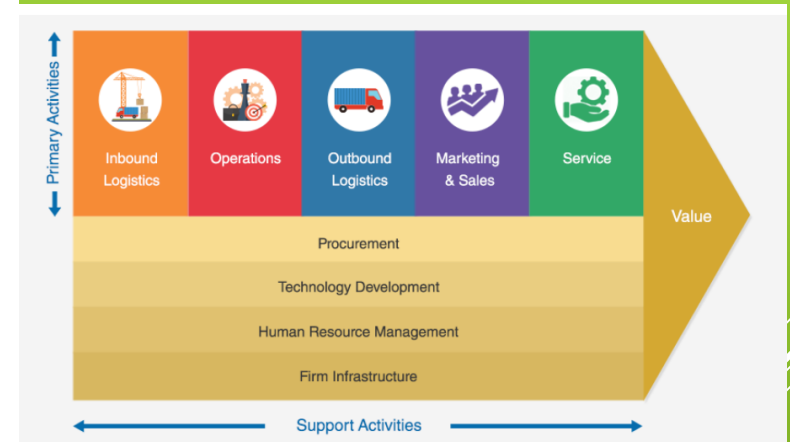 Primary Activities
Inbound
Logistics
Operations
Outbound
Logistics
Marketing
& Sales
Service
Value
Procurement
Technology Development
Human Resource Management
Firm Infrastructure
Support Activities